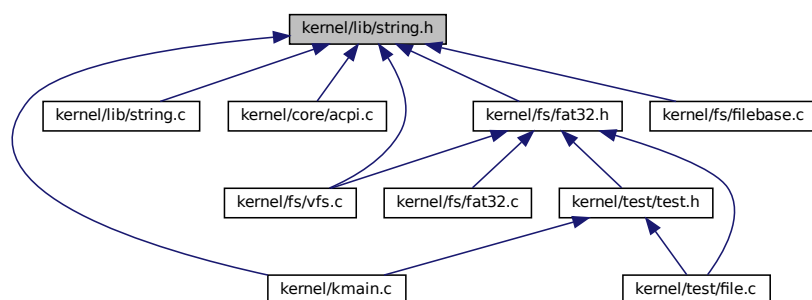 kernel/lib/string.h
kernel/lib/string.c
kernel/core/acpi.c
kernel/fs/fat32.h
kernel/fs/filebase.c
kernel/fs/vfs.c
kernel/fs/fat32.c
kernel/test/test.h
kernel/kmain.c
kernel/test/file.c